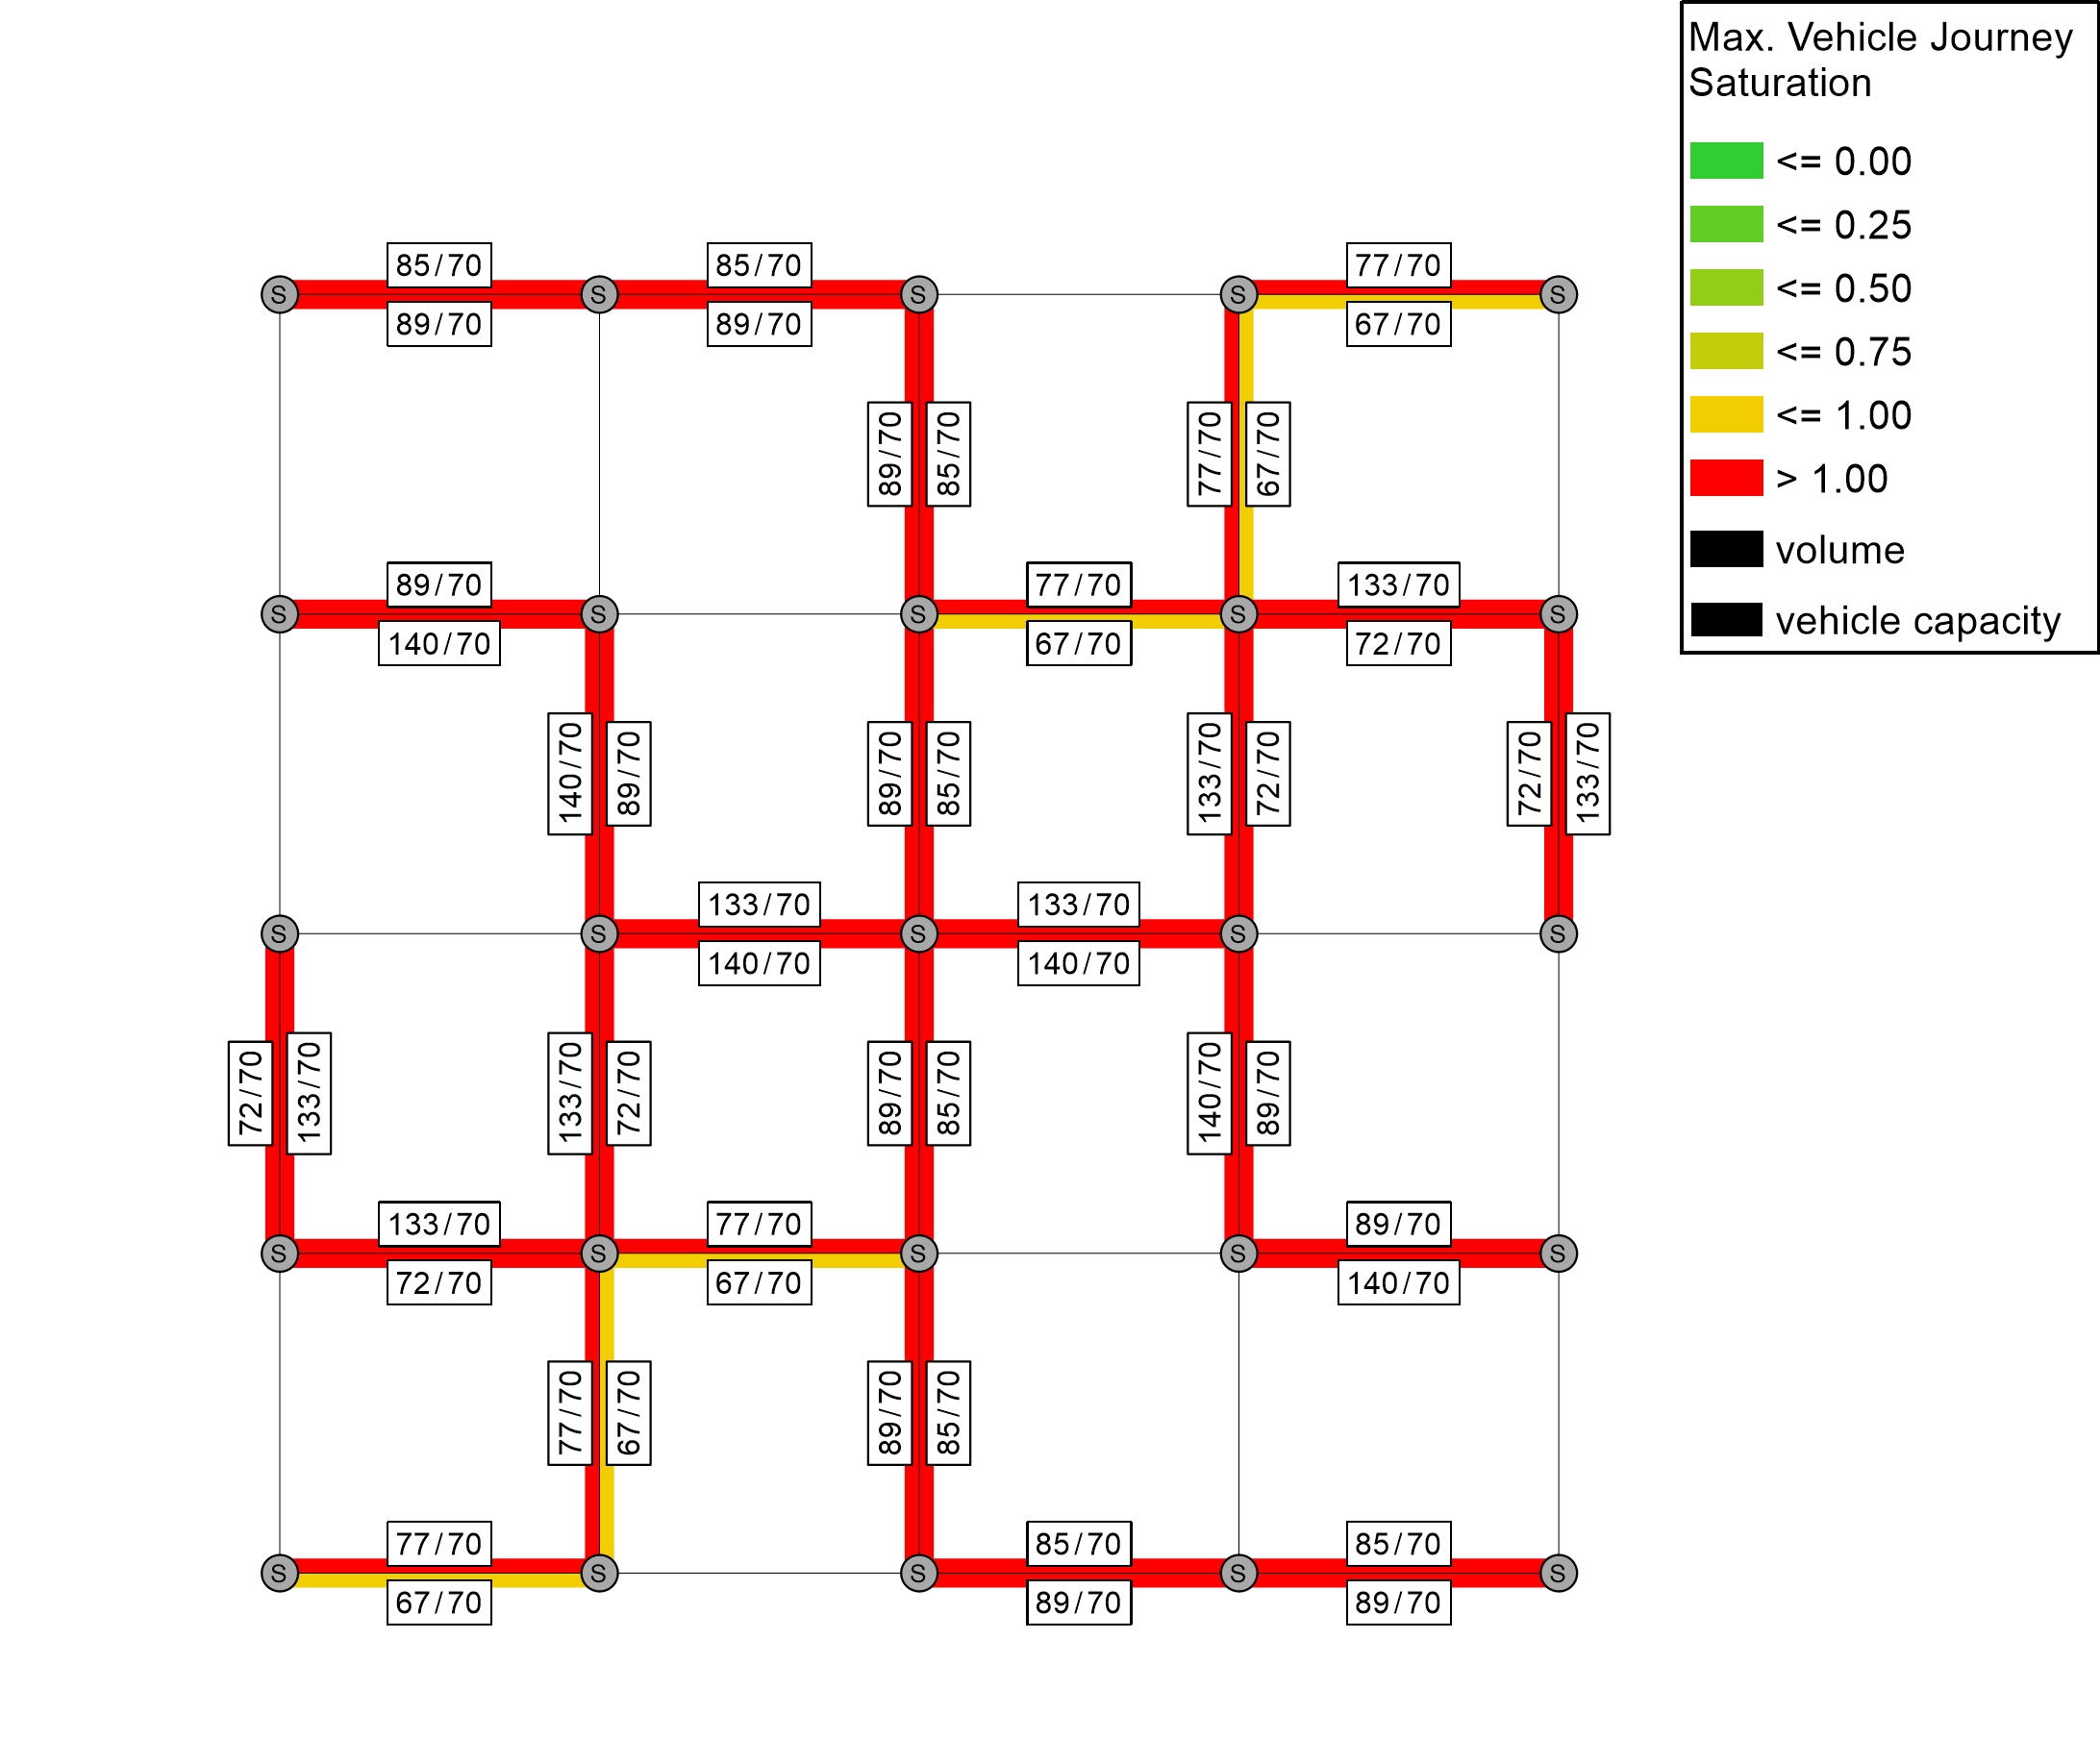 Max. Vehicle Journey
Saturation
<= 0.00
<= 0.25
<= 0.50
<= 0.75
<= 1.00
> 1.00
volume
vehicle capacity
85/70
85/70
77/70
89/70
89/70
67/70
S
S
S
S
S
89/70
85/70
77/70
67/70
89/70
77/70
133/70
S
S
S
S
S
140/70
67/70
72/70
140/70
89/70
89/70
85/70
133/70
72/70
72/70
133/70
133/70
133/70
S
S
S
S
S
140/70
140/70
72/70
133/70
133/70
72/70
89/70
85/70
140/70
89/70
133/70
77/70
89/70
S
S
S
S
S
72/70
67/70
140/70
77/70
67/70
89/70
85/70
77/70
85/70
85/70
S
S
S
S
S
67/70
89/70
89/70